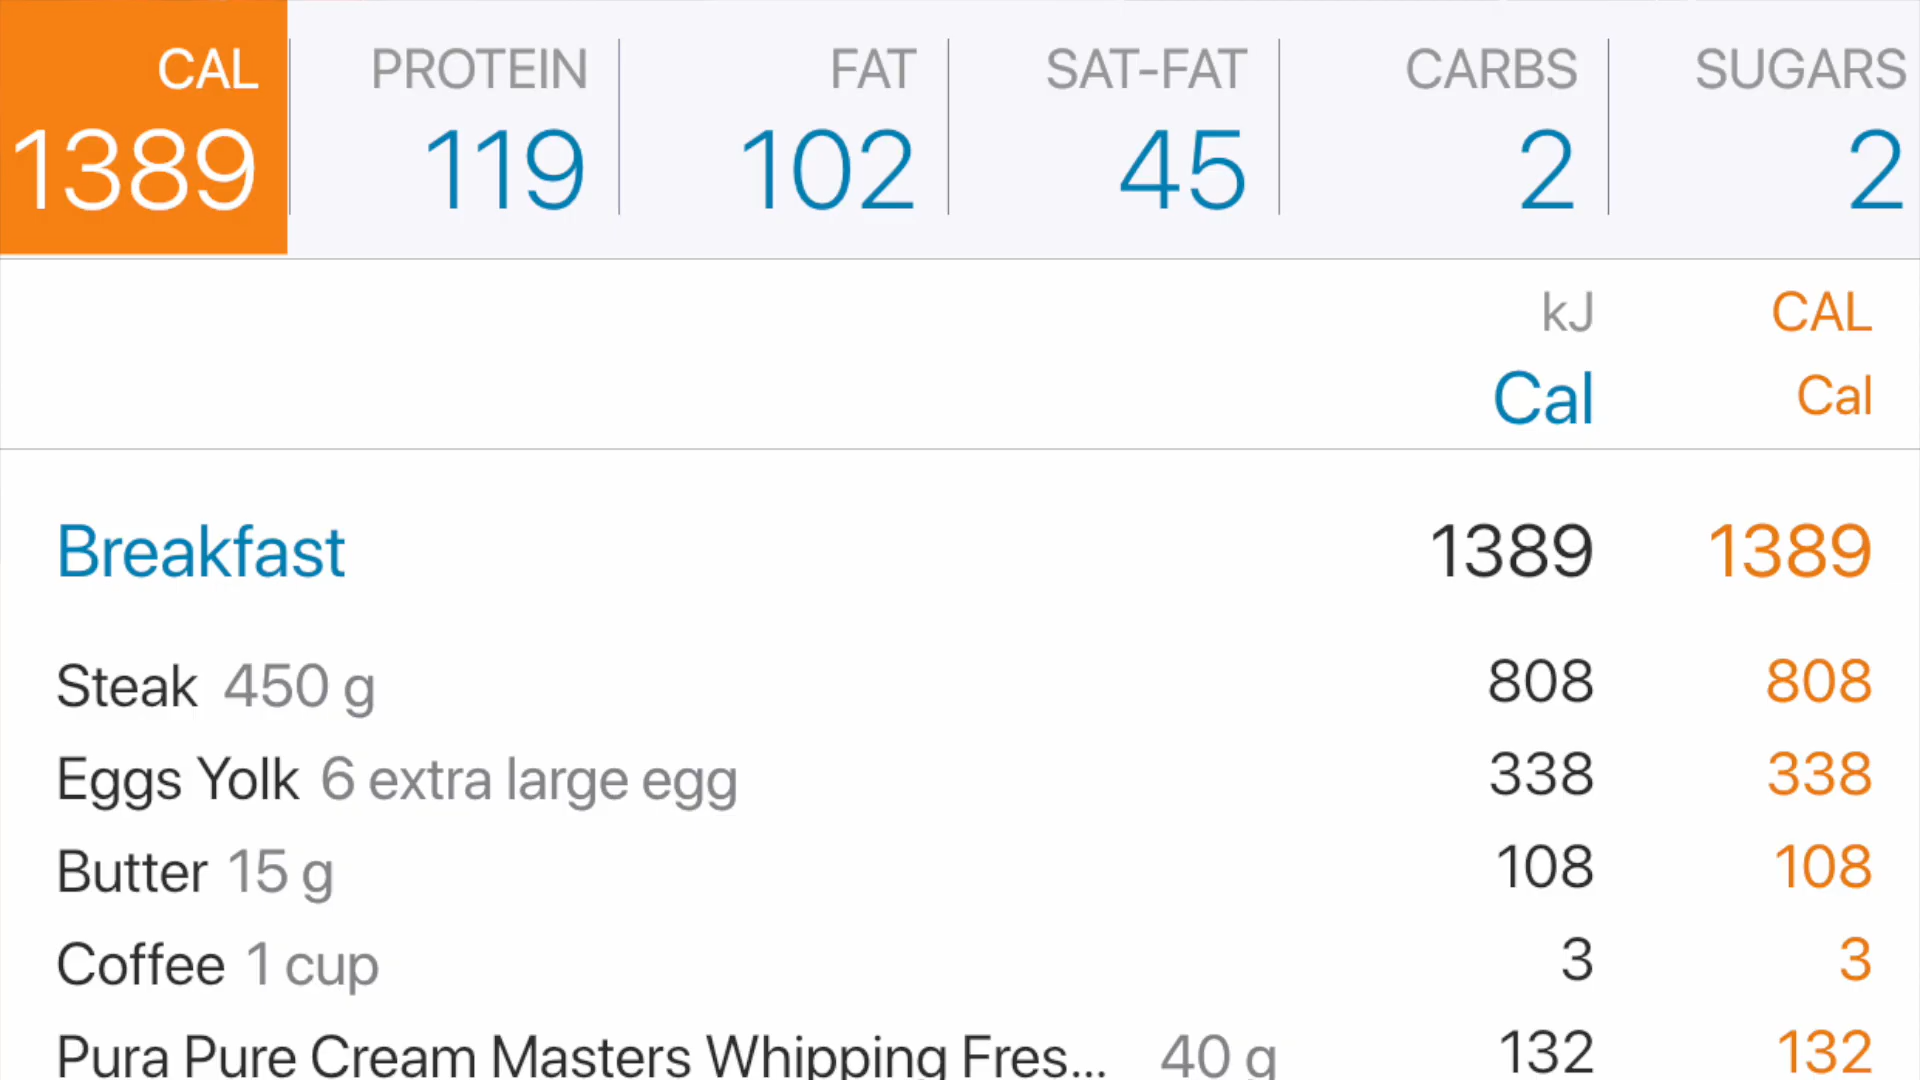 CAL PROTEIN FAT SAT-FAT CARBS SUGARS
1389 119 102 45 2 2
kJ CAL
Cal Cal
Breakfast 1389 1389
Steak 450 g 808 808
Eggs Yolk 6 extra large egg 338 338
Butter 15 g 108 108
Coffee 1 cup 3 3
Pura Pure Cream Masters Whipping Fres... 40 g 132 132